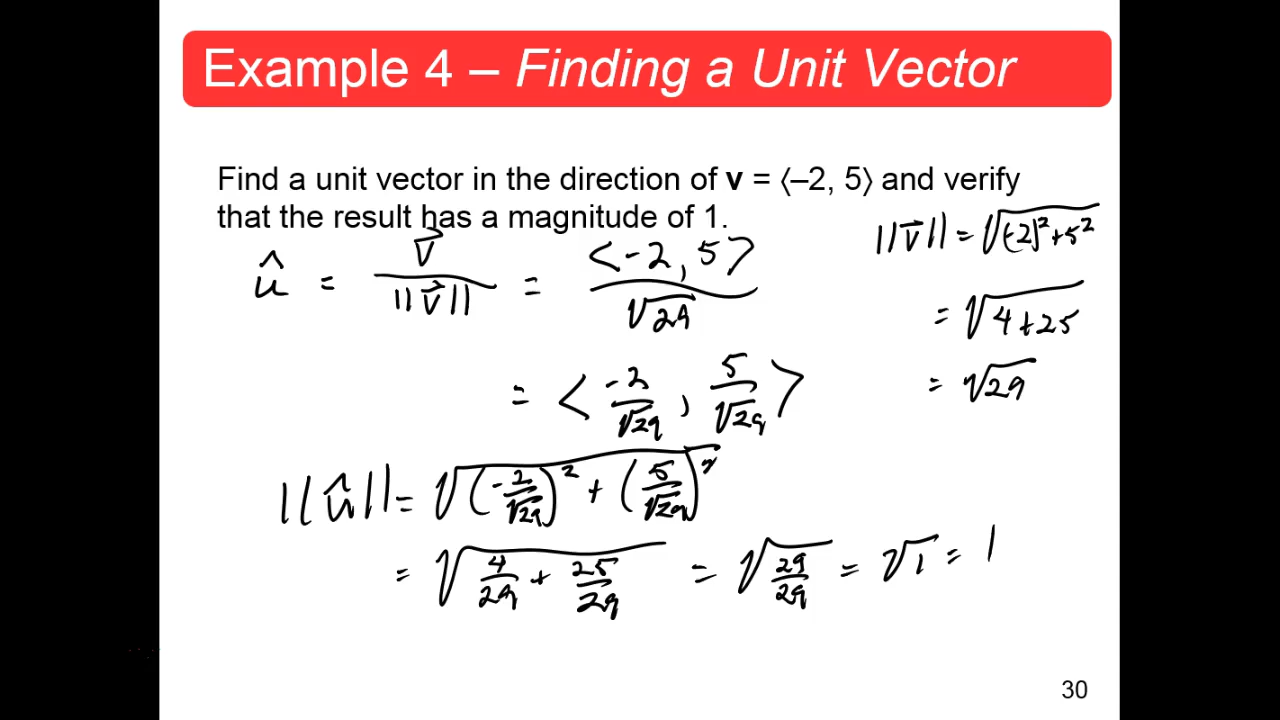 Example 4 – Finding a Unit Vector
Find a unit vector in the direction of v = ⟨–2, 5⟩ and verify
that the result has a magnitude of 1.
||v⃗|| = √((-2)² + 5²)
û = v⃗ / ||v⃗|| = <-2, 5> / √29
= √(4+25)
= √29
= < -2/√29 , 5/√29 >
||û|| = √((-2/√29)² + (5/√29)²)
= √(4/29 + 25/29) = √(29/29) = √1 = 1
30